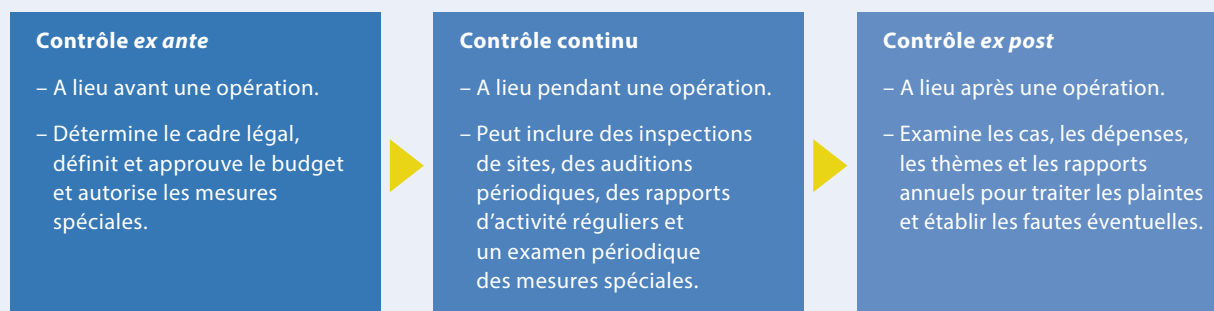 Contrôle ex ante
– A lieu avant une opération.
– Détermine le cadre légal,
définit et approuve le budget
et autorise les mesures
spéciales.
Contrôle continu
– A lieu pendant une opération.
– Peut inclure des inspections
de sites, des auditions
périodiques, des rapports
d’activité réguliers et
un examen périodique
des mesures spéciales.
Contrôle ex post
– A lieu après une opération.
– Examine les cas, les dépenses,
les thèmes et les rapports
annuels pour traiter les plaintes
et établir les fautes éventuelles.